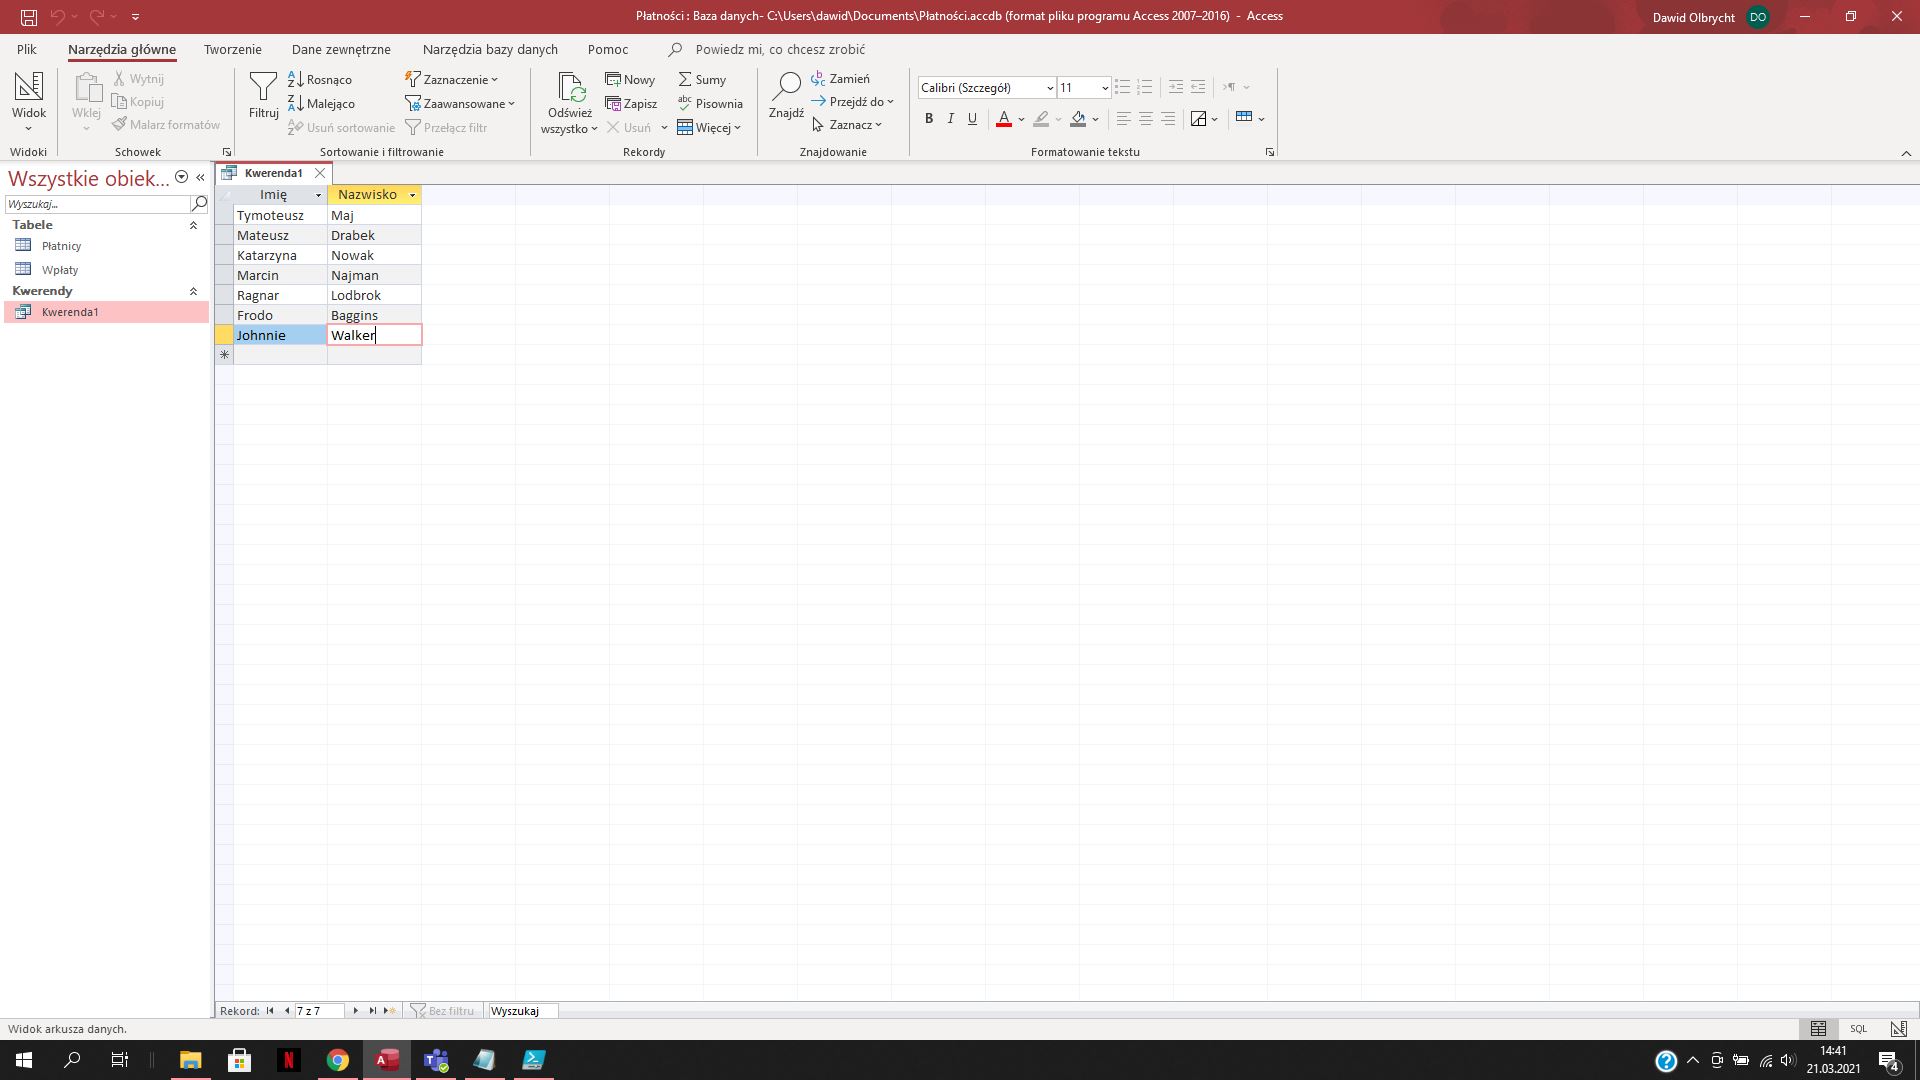 Płatności : Baza danych- C:\Users\dawid\Documents\Płatności.accdb (format pliku programu Access 2007–2016) - Access
Dawid Olbrycht DO
Plik Narzędzia główne Tworzenie Dane zewnętrzne Narzędzia bazy danych Pomoc Powiedz mi, co chcesz zrobić
Widok
Widoki
Wklej
Wytnij
Kopiuj
Malarz formatów
Schowek
Filtruj
Rosnąco
Malejąco
Usuń sortowanie
Zaznaczenie
Zaawansowane
Przełącz filtr
Sortowanie i filtrowanie
Odśwież
wszystko
Nowy
Zapisz
Usuń
Sumy
Pisownia
Więcej
Rekordy
Znajdź
Zamień
Przejdź do
Zaznacz
Znajdowanie
Calibri (Szczegół) 11
B I U A
Formatowanie tekstu
Wszystkie obiek...
Wyszukaj...
Tabele
Płatnicy
Wpłaty
Kwerendy
Kwerenda1
Kwerenda1
Imię Nazwisko
Tymoteusz Maj
Mateusz Drabek
Katarzyna Nowak
Marcin Najman
Ragnar Lodbrok
Frodo Baggins
Johnnie Walker
Rekord: 7 z 7 Bez filtru Wyszukaj
Widok arkusza danych.
SQL
14:41
21.03.2021
4